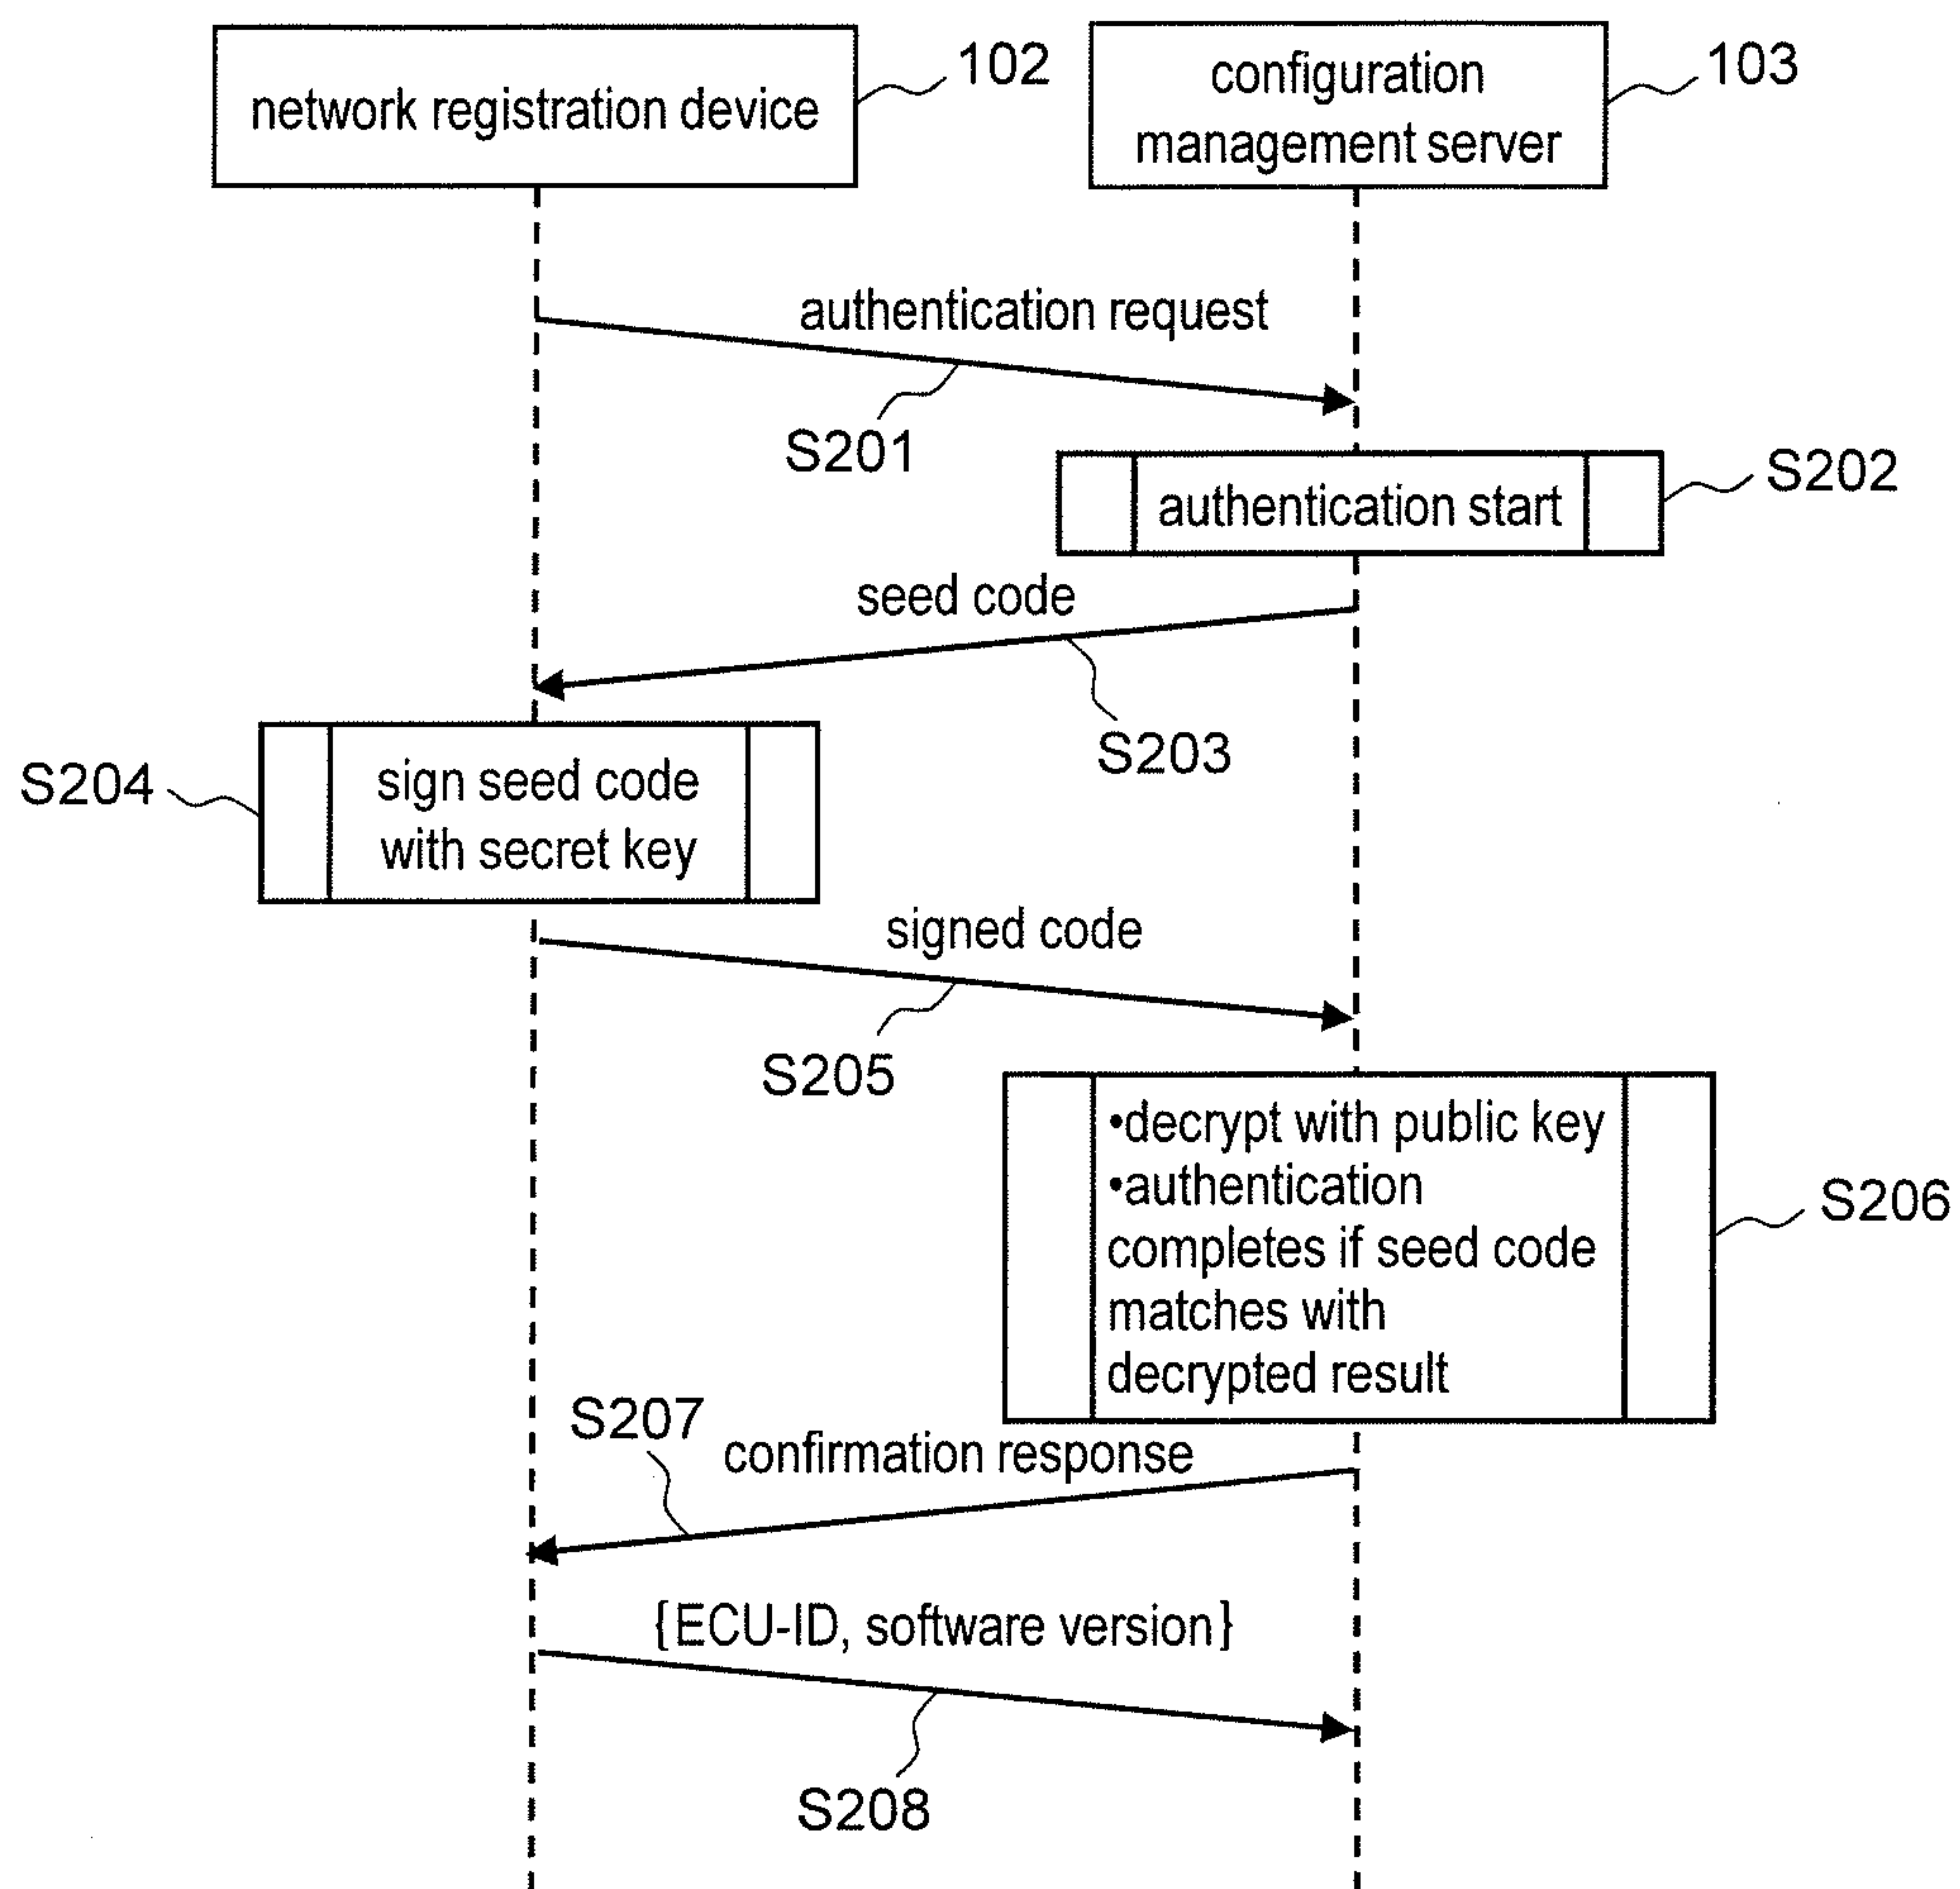 network registration device
102
configuration
management server
103
authentication request
S201
authentication start
S202
seed code
S203
S204
sign seed code
with secret key
signed code
S205
•decrypt with public key
•authentication
completes if seed code
matches with
decrypted result
S206
S207
confirmation response
{ECU-ID, software version}
S208